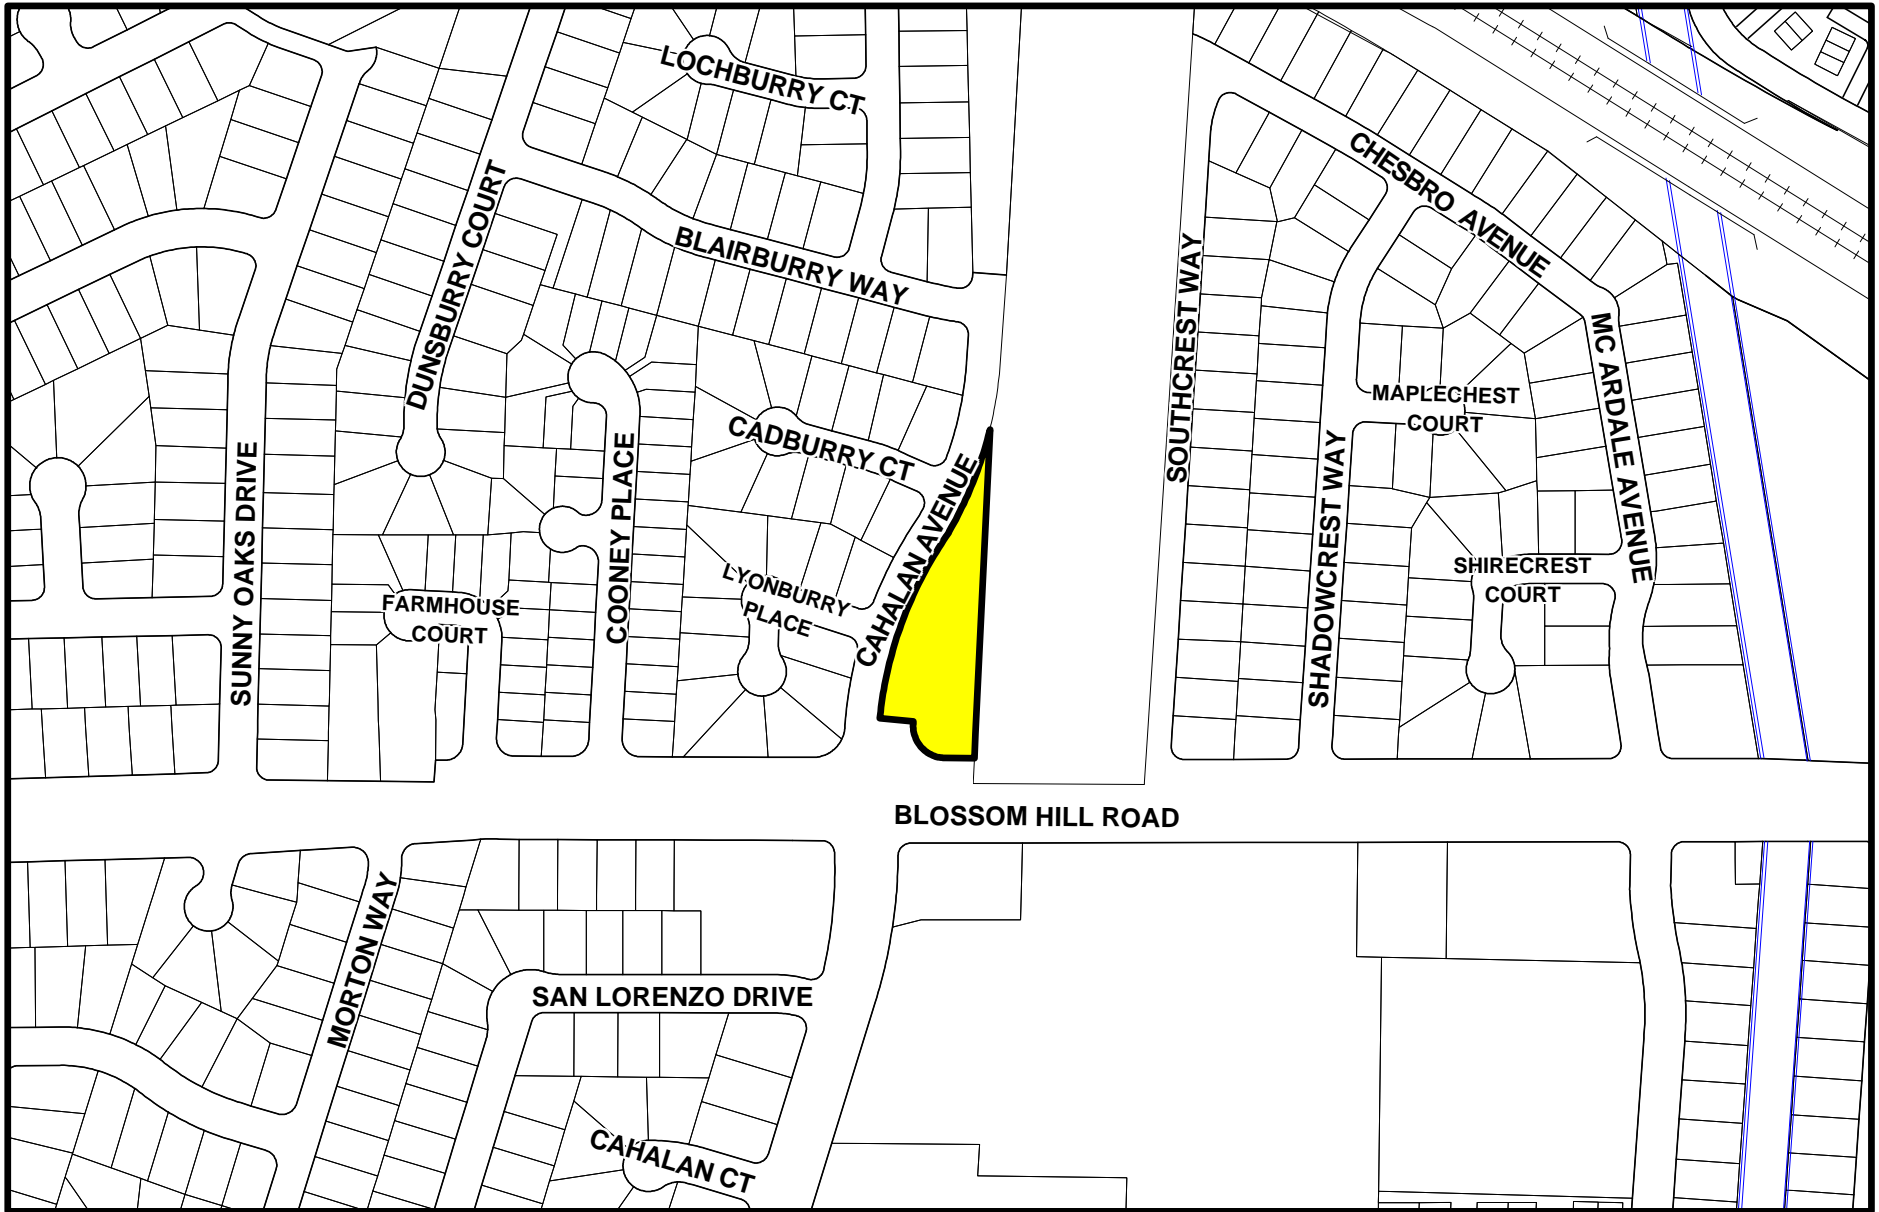 LOCHBURRY CT
CHESBRO AVENUE
DUNSBURRY COURT
BLAIRBURRY WAY
SOUTHCREST WAY
MC ARDALE AVENUE
MAPLECHEST
COURT
CADBURRY CT
SUNNY OAKS DRIVE
COONEY PLACE
CAHALAN AVENUE
SHADOWCREST WAY
LYONBURRY
PLACE
SHIRECREST
COURT
FARMHOUSE
COURT
BLOSSOM HILL ROAD
MORTON WAY
SAN LORENZO DRIVE
CAHALAN CT